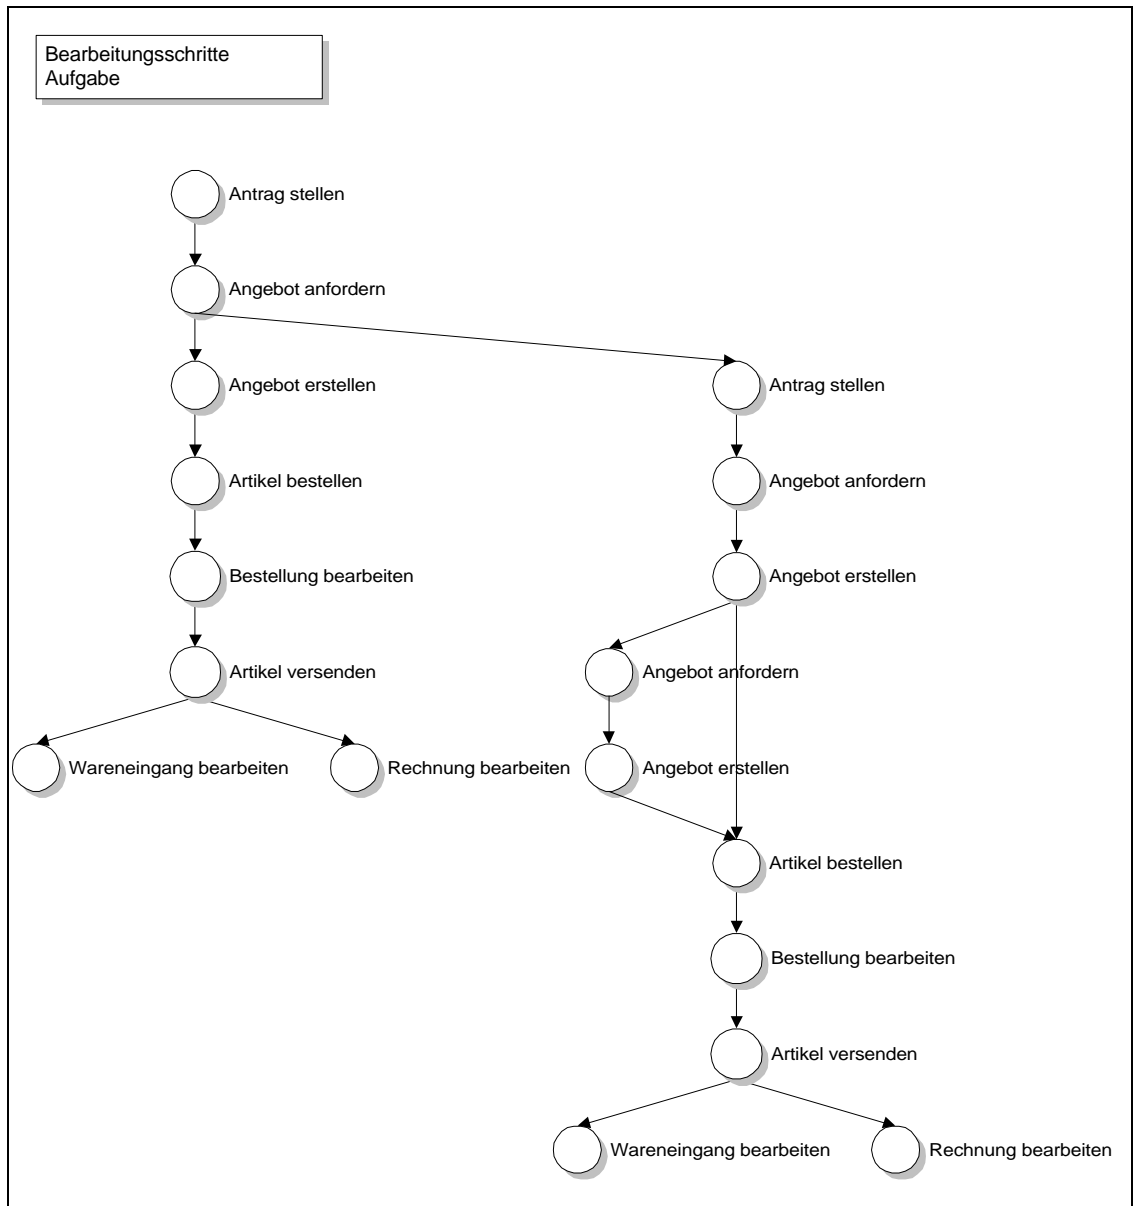 Bearbeitungsschritte
Aufgabe
Antrag stellen
Angebot anfordern
Angebot erstellen
Antrag stellen
Artikel bestellen
Angebot anfordern
Bestellung bearbeiten
Angebot erstellen
Artikel versenden
Angebot anfordern
Wareneingang bearbeiten
Rechnung bearbeiten
Angebot erstellen
Artikel bestellen
Bestellung bearbeiten
Artikel versenden
Wareneingang bearbeiten
Rechnung bearbeiten